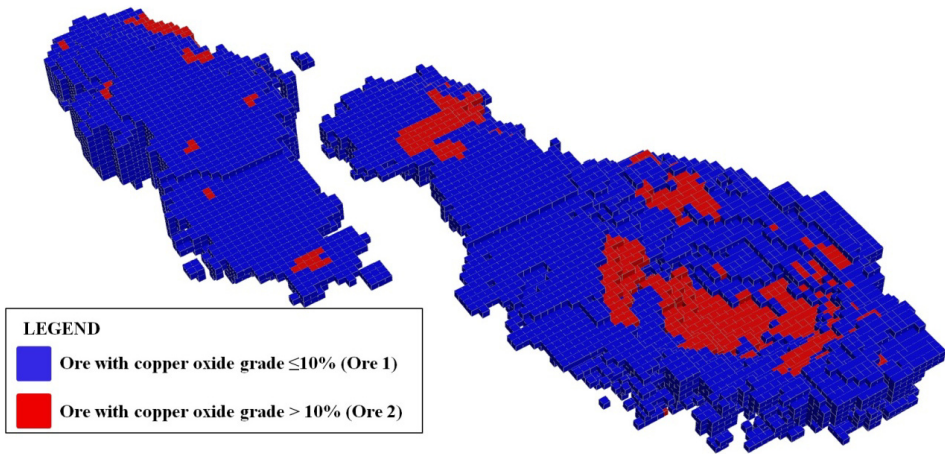 LEGEND
Ore with copper oxide grade ≤10% (Ore 1)
Ore with copper oxide grade > 10% (Ore 2)